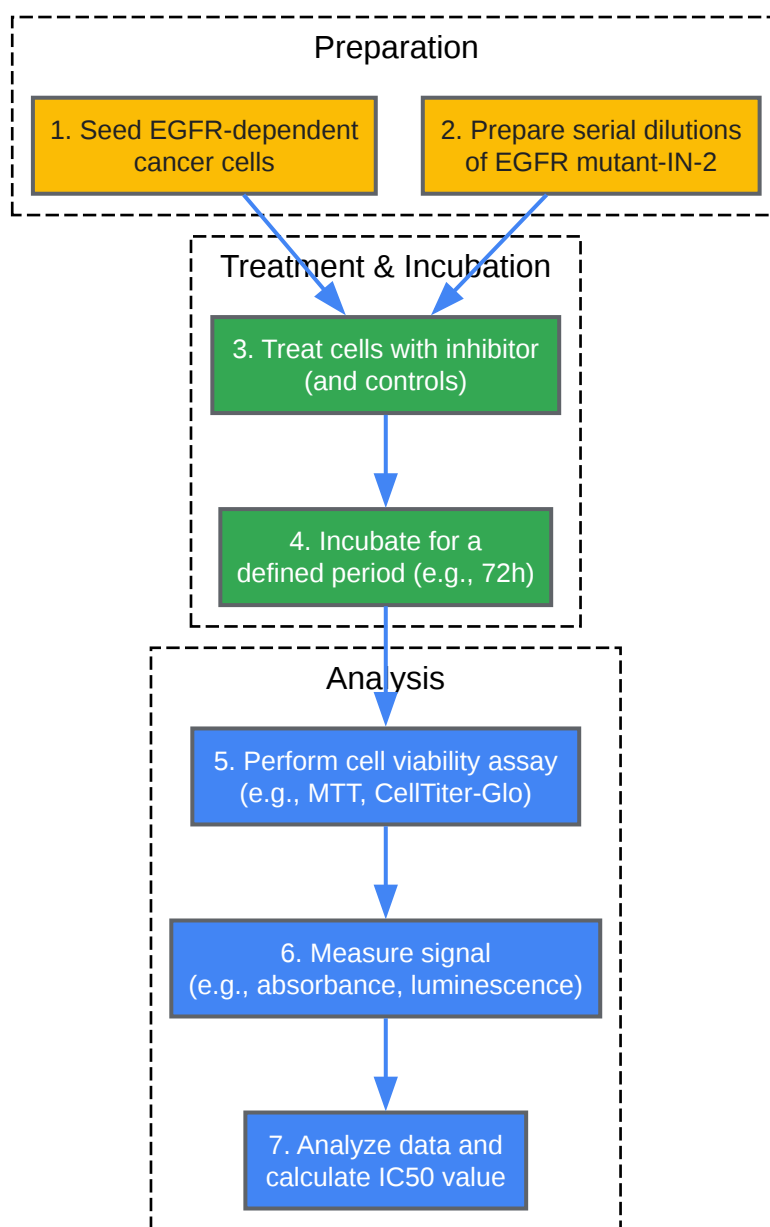 Preparation
1. Seed EGFR-dependent
cancer cells
2. Prepare serial dilutions
of EGFR mutant-IN-2
Treatment & Incubation
3. Treat cells with inhibitor
(and controls)
4. Incubate for a
defined period (e.g., 72h)
Analysis
5. Perform cell viability assay
(e.g., MTT, CellTiter-Glo)
6. Measure signal
(e.g., absorbance, luminescence)
7. Analyze data and
calculate IC50 value